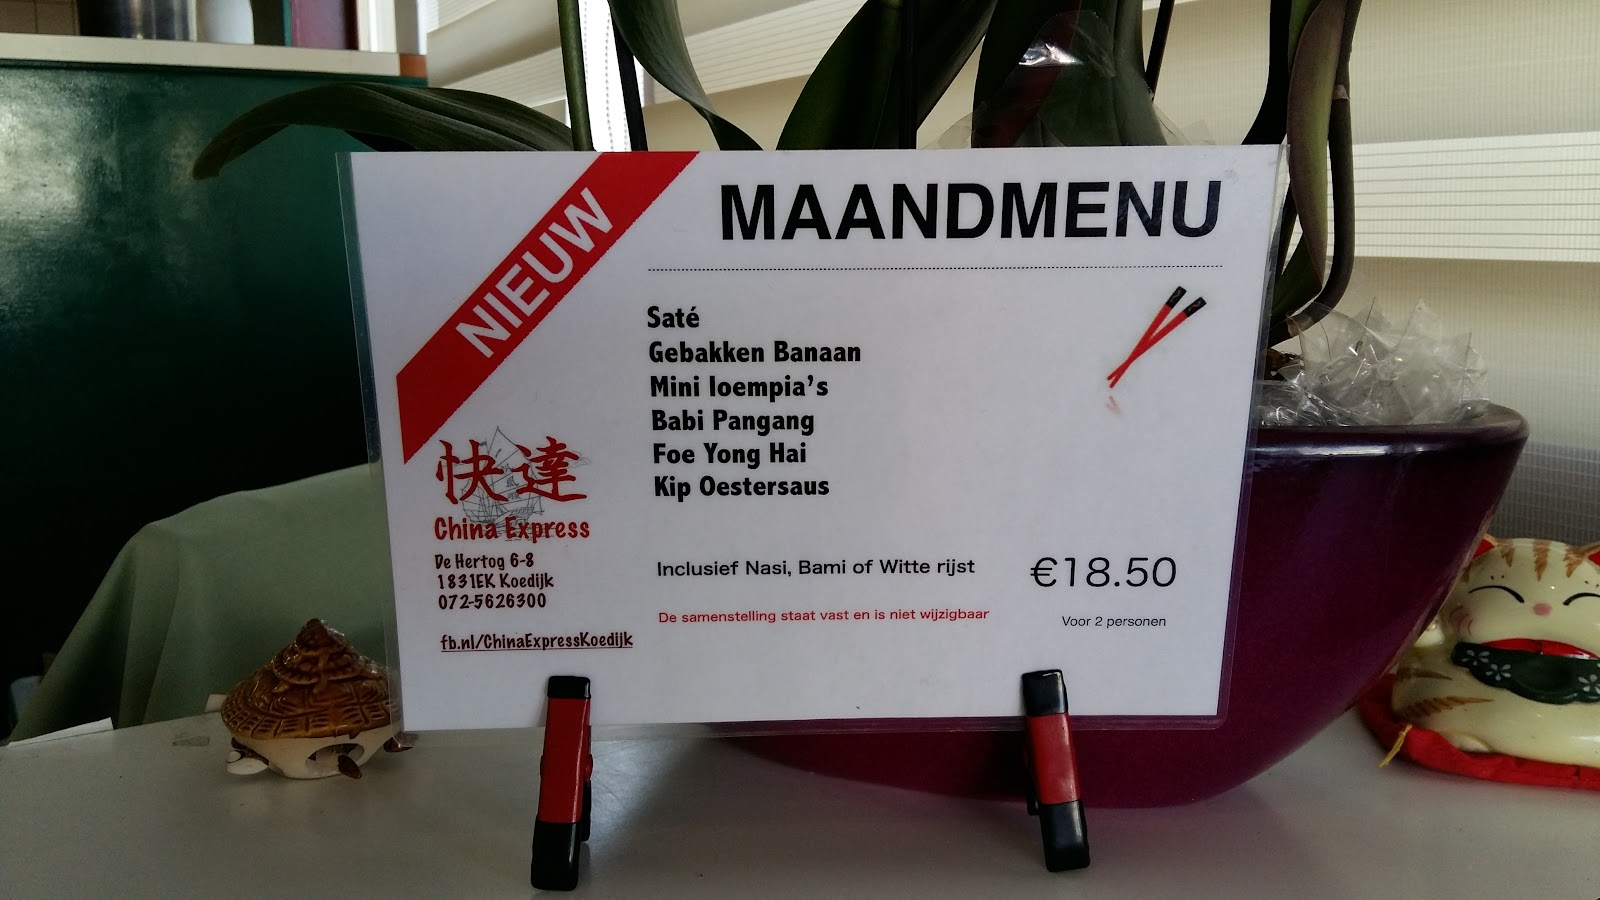 NIEUW
MAANDMENU
Saté
Gebakken Banaan
Mini loempia's
Babi Pangang
Foe Yong Hai
Kip Oestersaus
快達
China Express
De Hertog 6-8
1831EK Koedijk
072-5626300
fb.nl/ChinaExpressKoedijk
Inclusief Nasi, Bami of Witte rijst
€18.50
De samenstelling staat vast en is niet wijzigbaar
Voor 2 personen